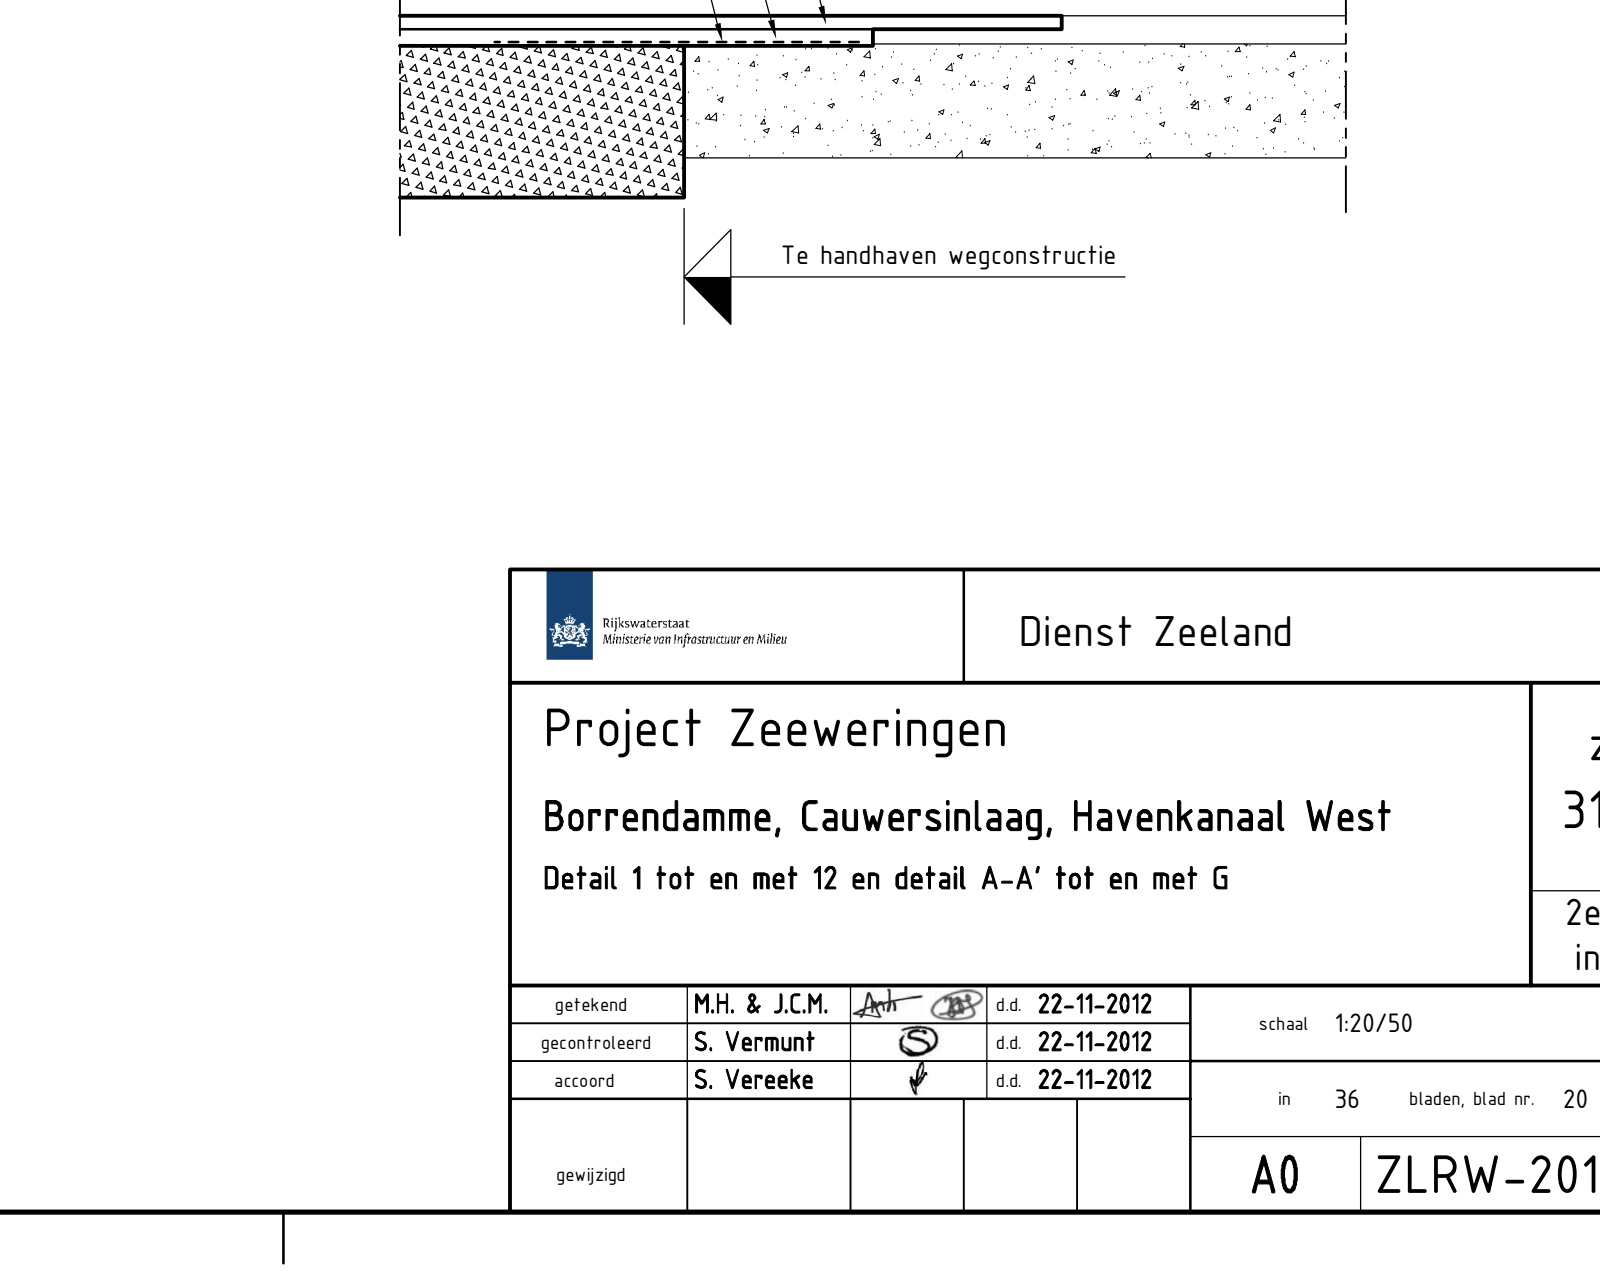 Te handhaven wegconstructie
Rijkswaterstaat
Ministerie van Infrastructuur en Milieu
Dienst Zeeland
Project Zeeweringen
Borrendamme, Cauwersinlaag, Havenkanaal West
Detail 1 tot en met 12 en detail A-A' tot en met G
z
31
2e
in
getekend M.H. & J.C.M. d.d. 22-11-2012
gecontroleerd S. Vermunt S d.d. 22-11-2012
accoord S. Vereeke d.d. 22-11-2012
schaal 1:20/50
in 36 bladen, blad nr. 20
gewijzigd
A0 ZLRW-201